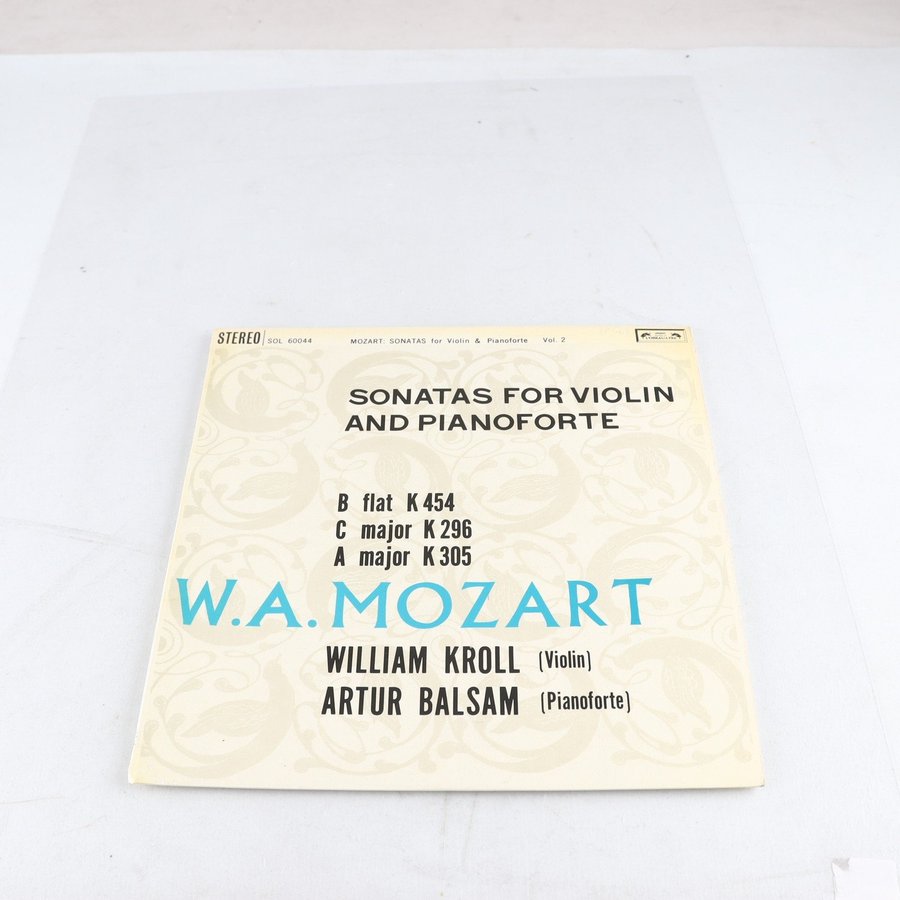 STEREO SOL 60044 MOZART: SONATAS for Violin & Pianoforte Vol. 2
SONATAS FOR VIOLIN
AND PIANOFORTE
B flat K 454
C major K 296
A major K 305
W.A. MOZART
WILLIAM KROLL (Violin)
ARTUR BALSAM (Pianoforte)